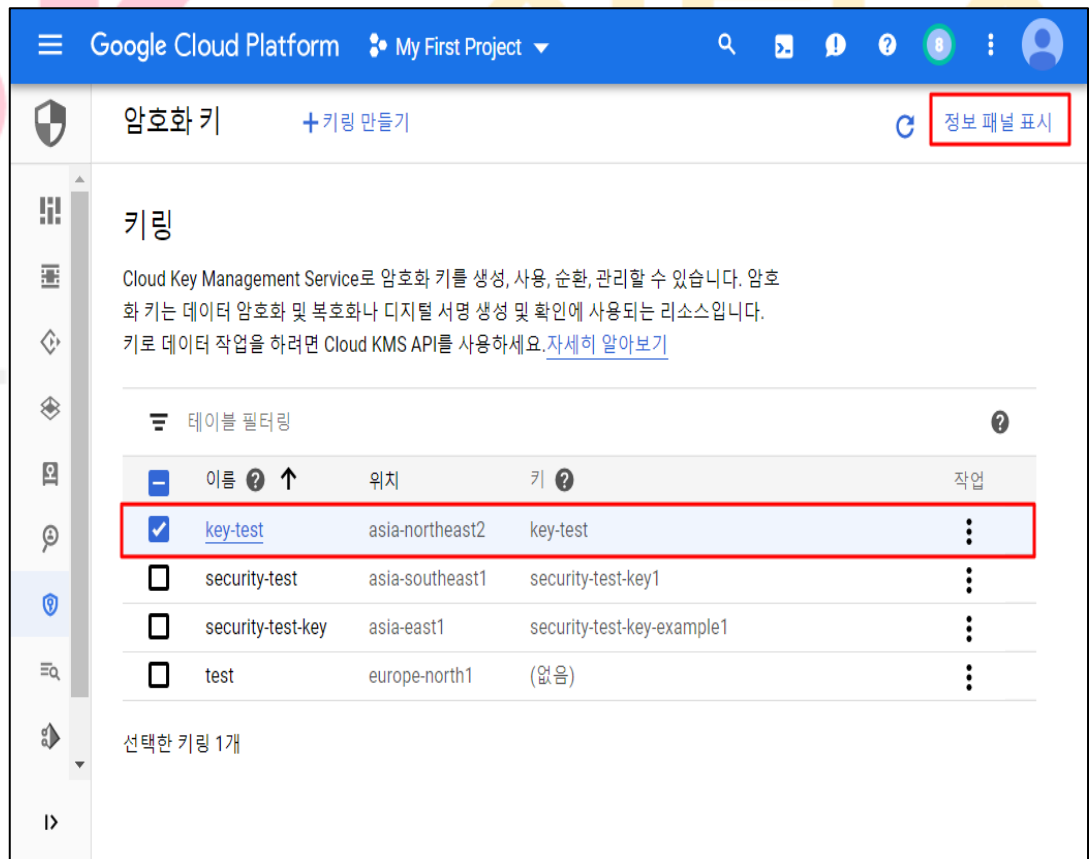 Google Cloud Platform My First Project 8
암호화 키 키링 만들기 정보 패널 표시
키링
Cloud Key Management Service로 암호화 키를 생성, 사용, 순환, 관리할 수 있습니다. 암호
화 키는 데이터 암호화 및 복호화나 디지털 서명 생성 및 확인에 사용되는 리소스입니다.
키로 데이터 작업을 하려면 Cloud KMS API를 사용하세요.자세히 알아보기
테이블 필터링
이름 위치 키 작업
key-test asia-northeast2 key-test
security-test asia-southeast1 security-test-key1
security-test-key asia-east1 security-test-key-example1
test europe-north1 (없음)
선택한 키링 1개